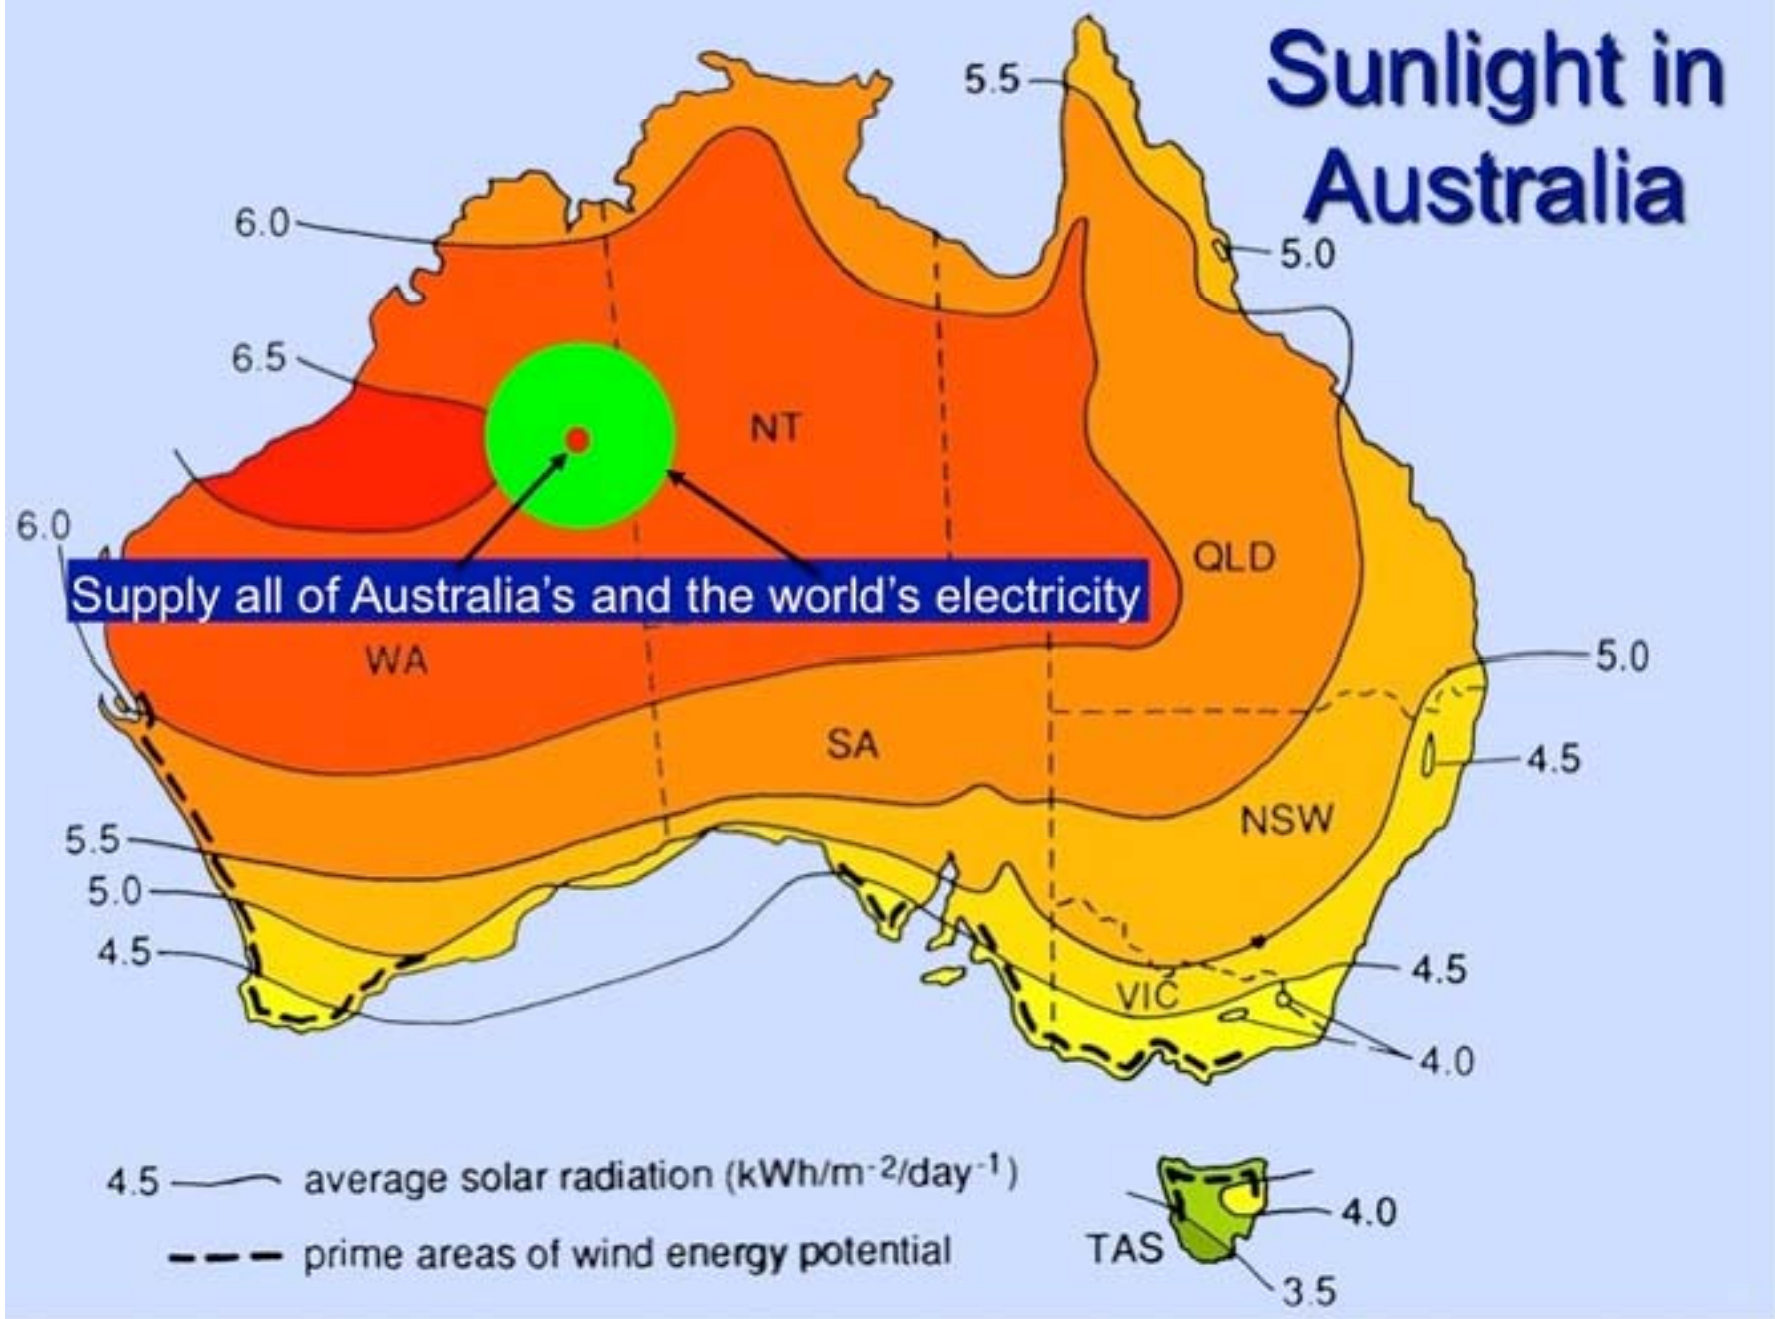 Sunlight in
Australia
5.5
6.0
5.0
6.5
NT
6.0
QLD
Supply all of Australia's and the world's electricity
WA
5.0
SA
4.5
NSW
5.5
5.0
4.5
4.5
VIC
4.0
4.5 average solar radiation (kWh/m-2/day-1)
4.0
TAS
prime areas of wind energy potential
3.5